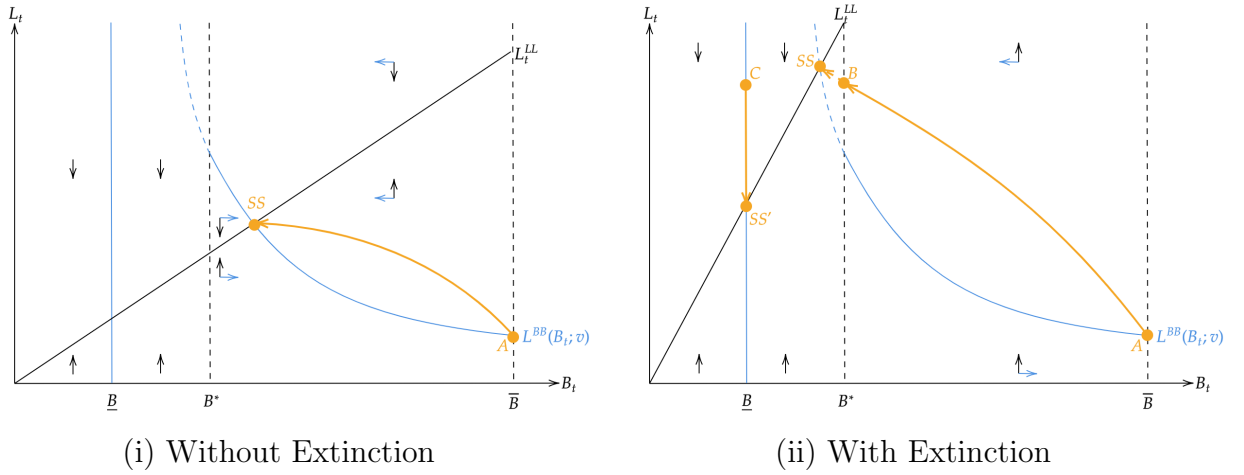 L_t
L_t^{LL}
SS
A
L^{BB}(B_t; v)
B_t
B
B*
B̅
(i) Without Extinction
L_t
L_t^{LL}
SS
B
C
SS′
A
L^{BB}(B_t; v)
B_t
B
B*
B̅
(ii) With Extinction